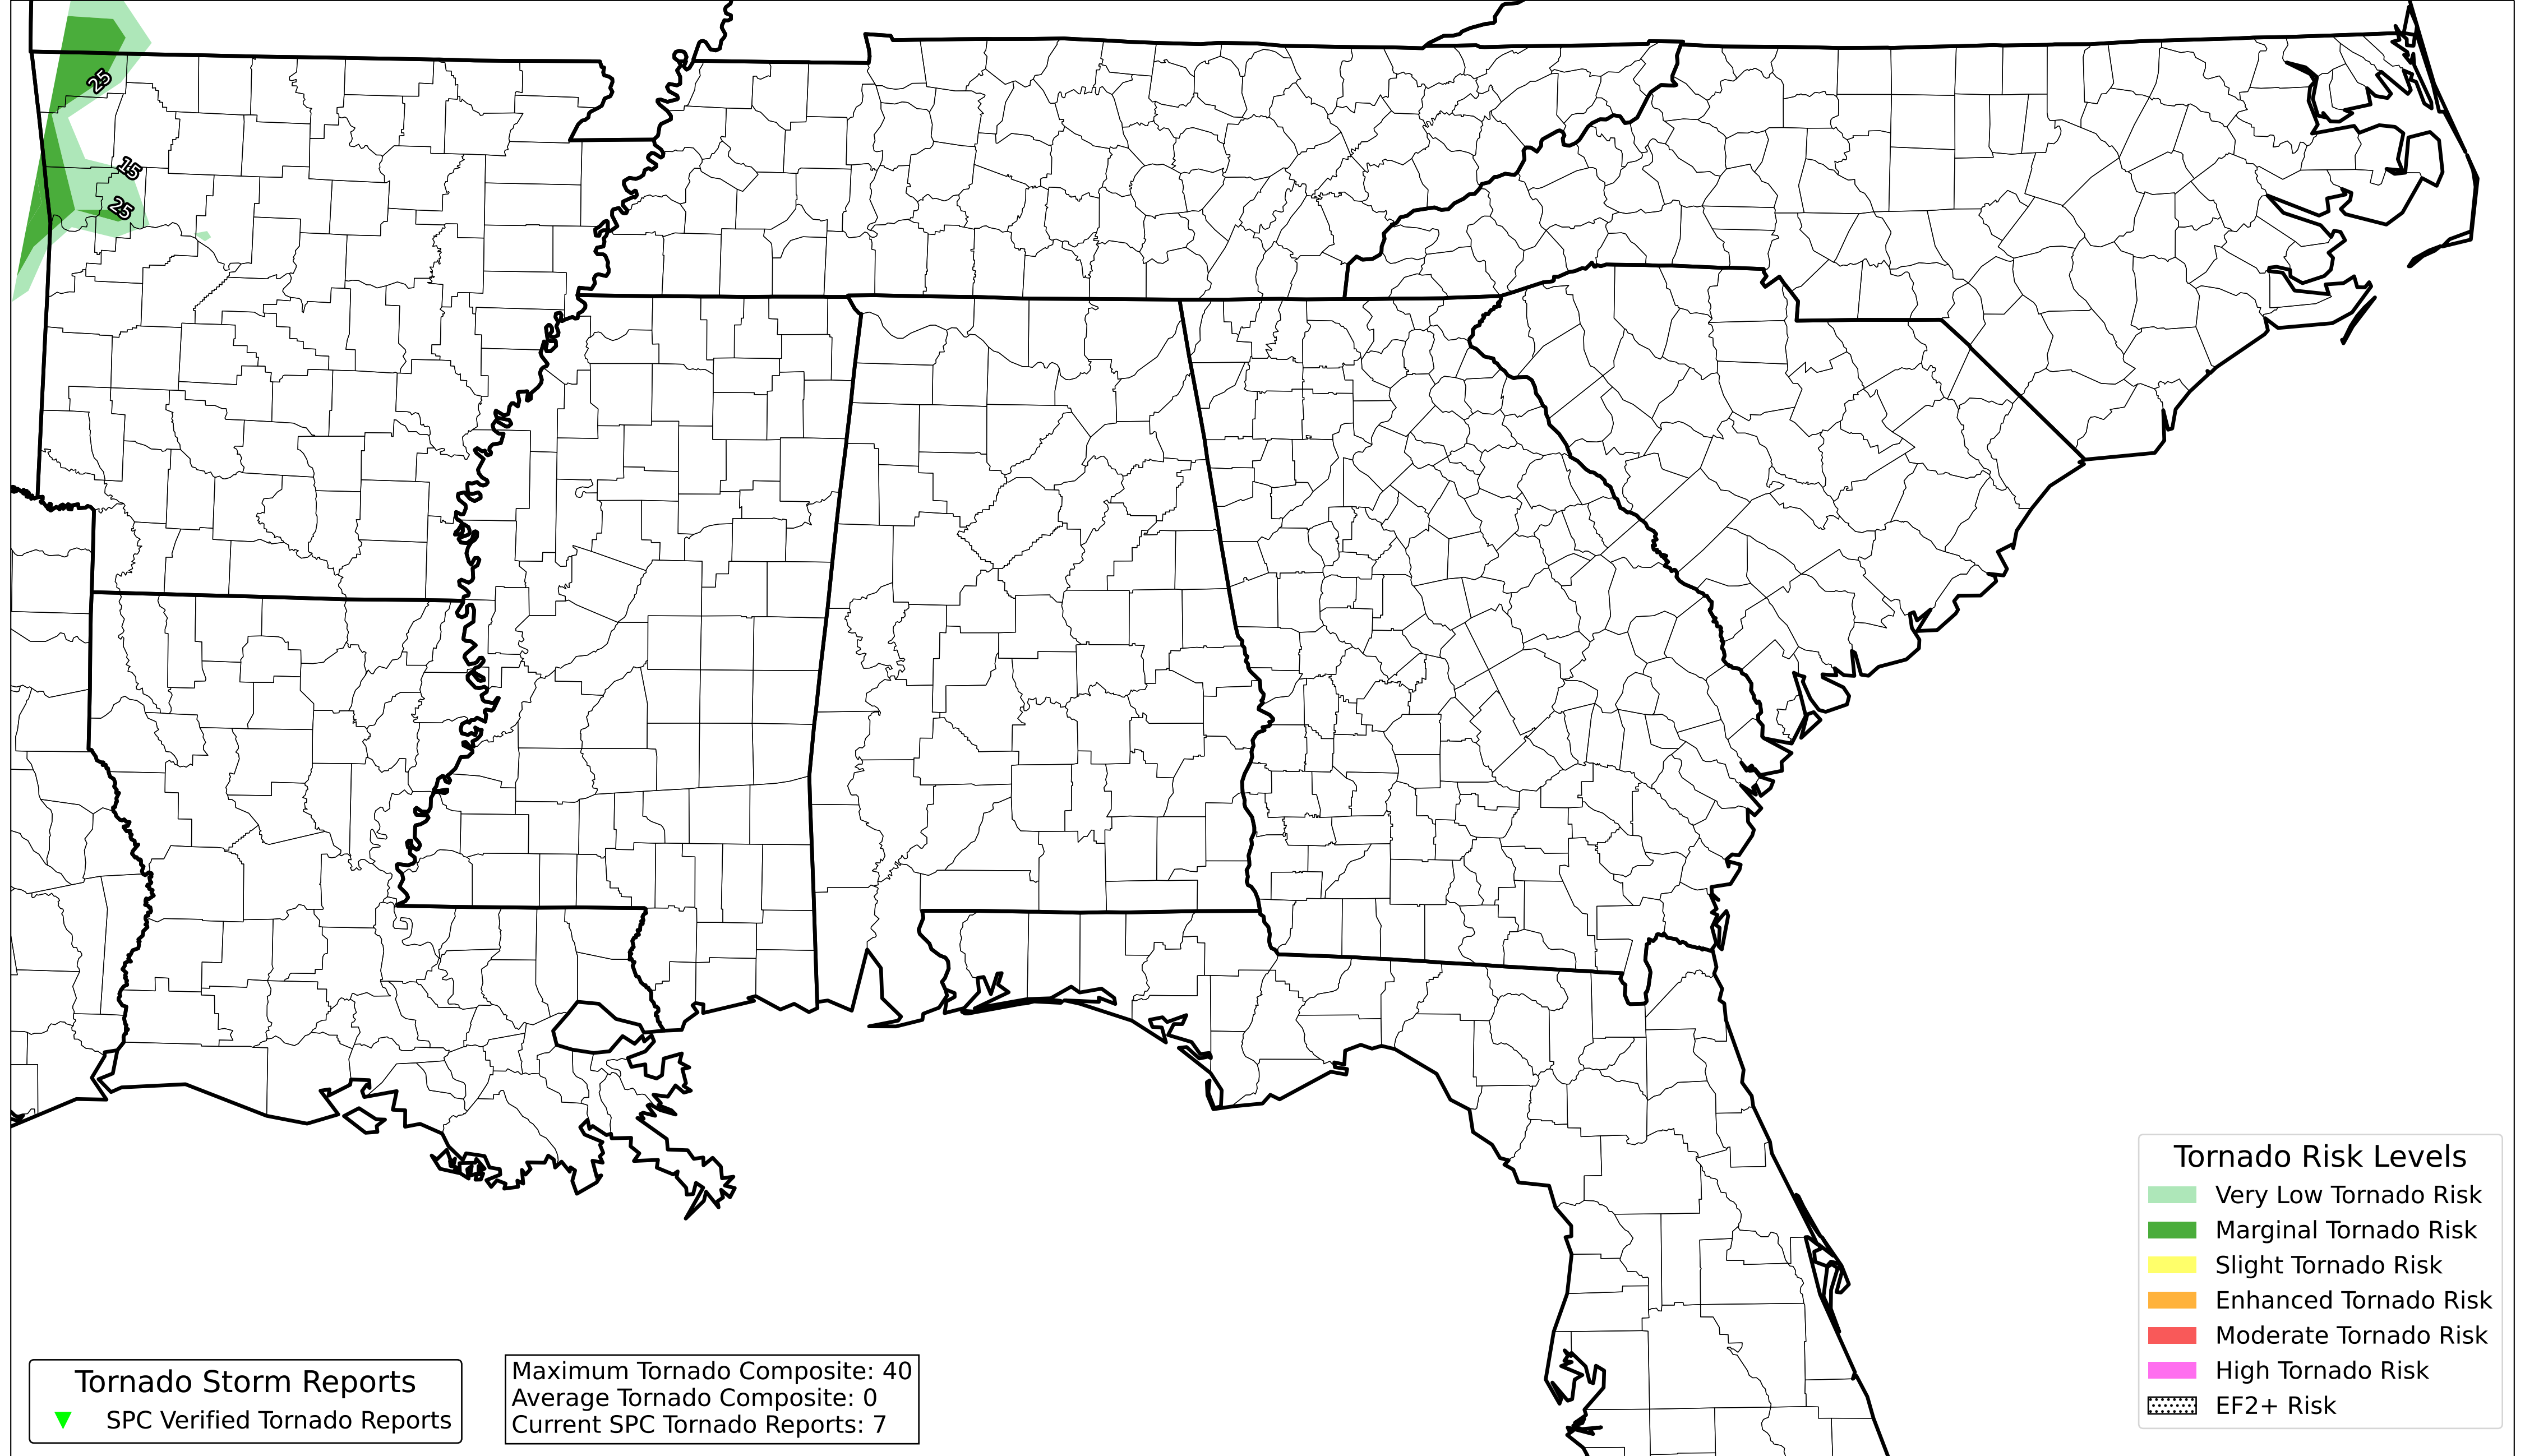 25
15
25
Tornado Risk Levels
Very Low Tornado Risk
Marginal Tornado Risk
Slight Tornado Risk
Enhanced Tornado Risk
Moderate Tornado Risk
High Tornado Risk
EF2+ Risk
Tornado Storm Reports
SPC Verified Tornado Reports
Maximum Tornado Composite: 40
Average Tornado Composite: 0
Current SPC Tornado Reports: 7